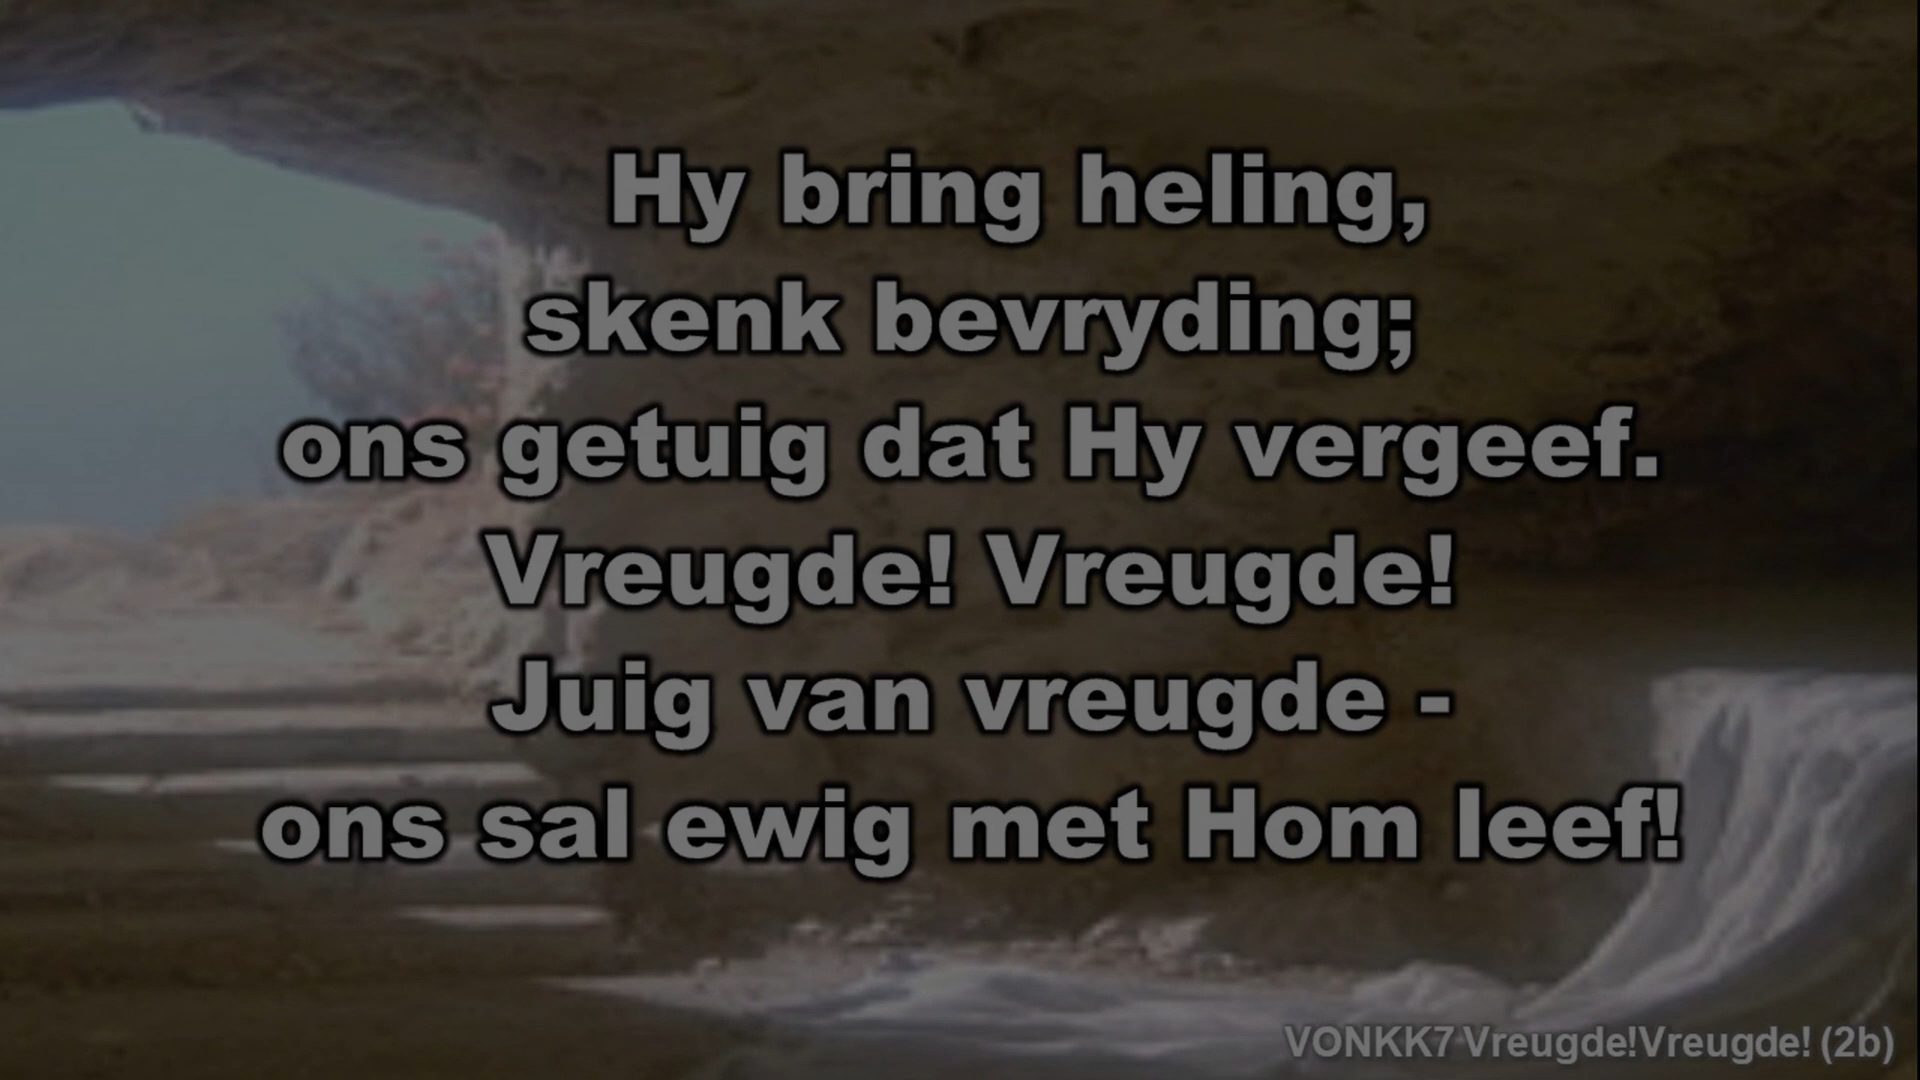 Hy bring heling,
skenk bevryding;
ons getuig dat Hy vergeef.
Vreugde! Vreugde!
Juig van vreugde -
ons sal ewig met Hom leef!
VONKK7 Vreugde!Vreugde! (2b)